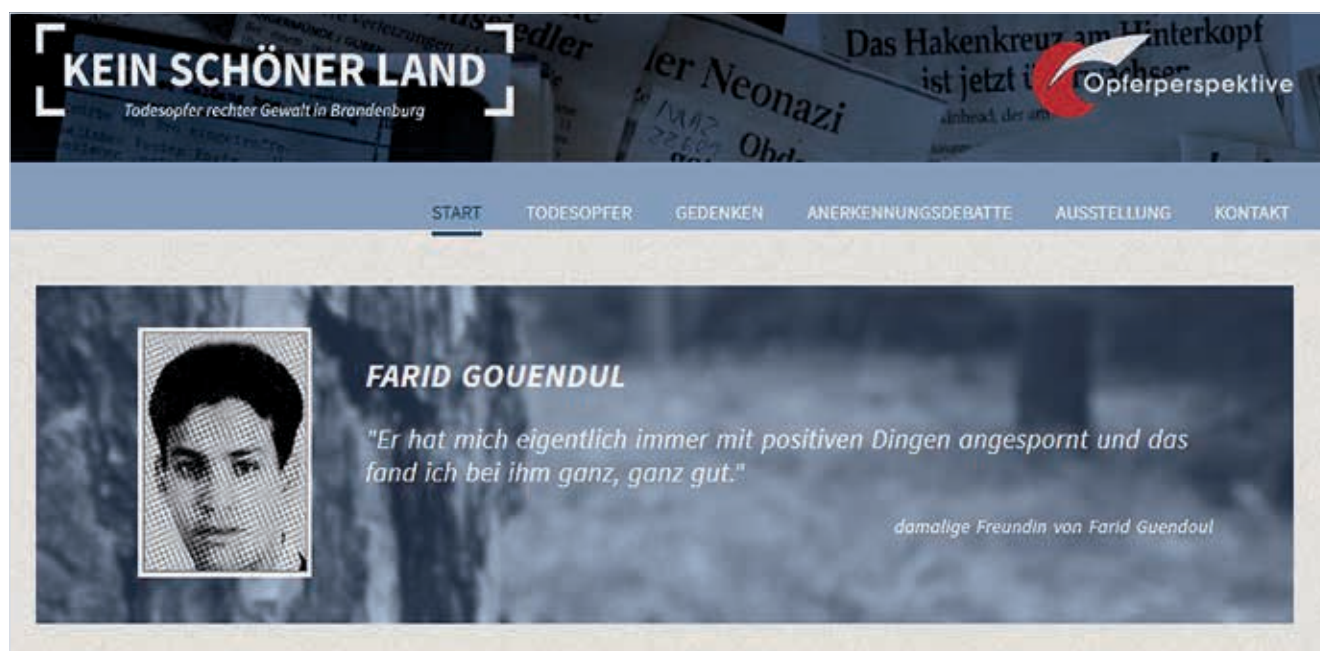 edler
der Neonazi
Das Hakenkreuz am Hinterkopf
ist jetzt
KEIN SCHÖNER LAND
Todesopfer rechter Gewalt in Brandenburg
Opferperspektive
START TODESOPFER GEDENKEN ANERKENNUNGSDEBATTE AUSSTELLUNG KONTAKT
FARID GOUENDUL
"Er hat mich eigentlich immer mit positiven Dingen angespornt und das
fand ich bei ihm ganz, ganz gut."
damalige Freundin von Farid Guendoul